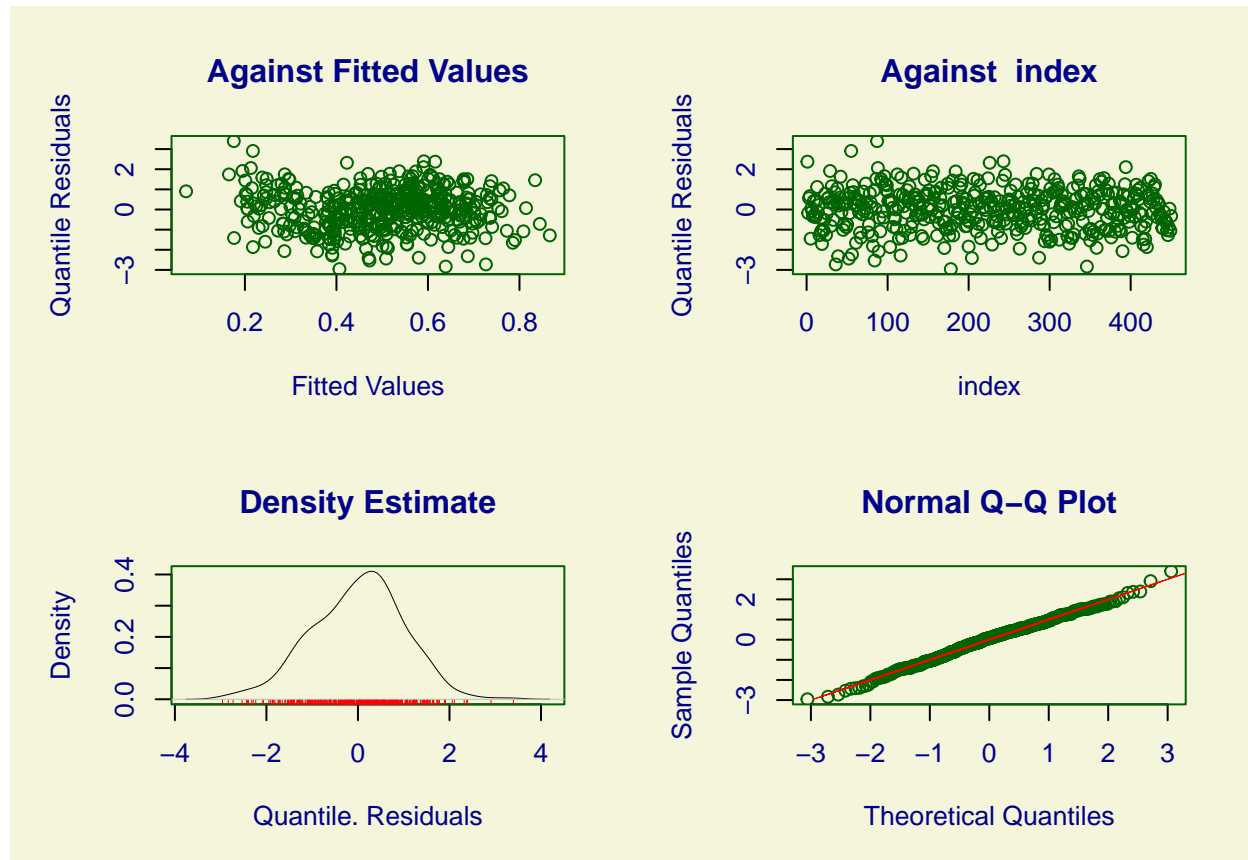 Against Fitted Values
Quantile Residuals
−3 0 2
0.2 0.4 0.6 0.8
Fitted Values
Against index
Quantile Residuals
−3 0 2
0 100 200 300 400
index
Density Estimate
Density
0.0 0.2 0.4
−4 −2 0 2 4
Quantile. Residuals
Normal Q−Q Plot
Sample Quantiles
−3 0 2
−3 −2 −1 0 1 2 3
Theoretical Quantiles